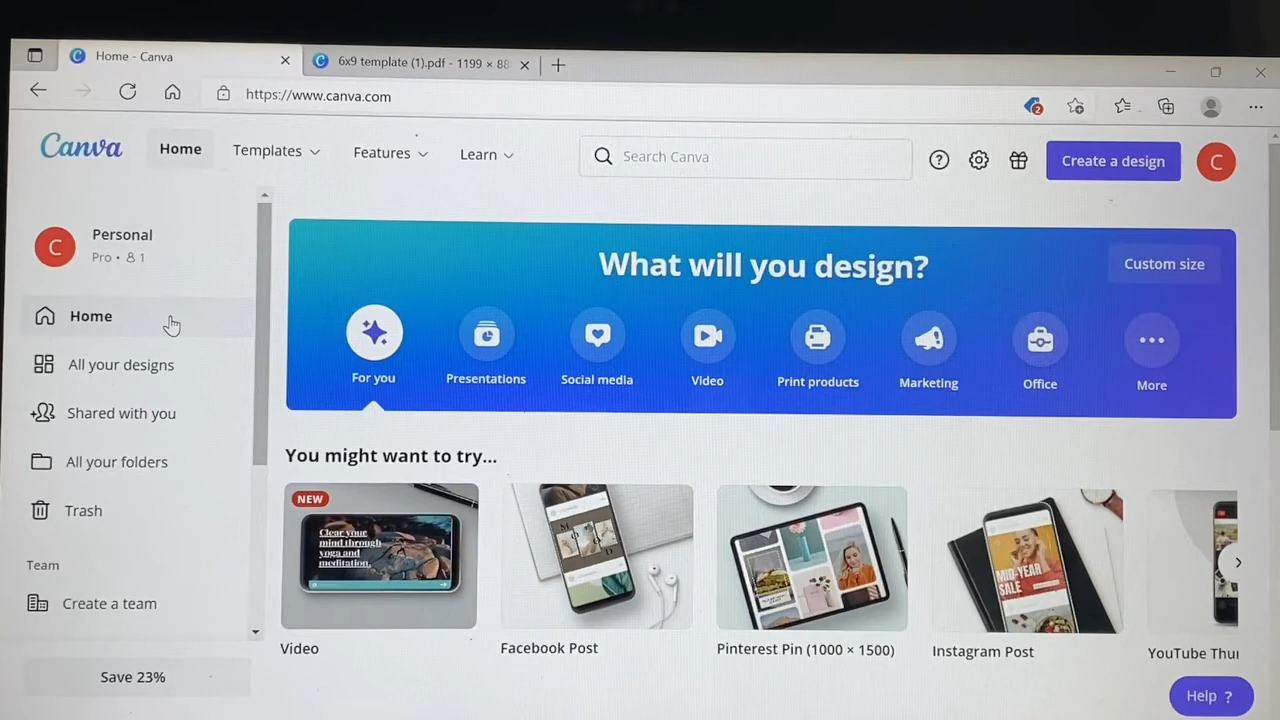 Home - Canva
6x9 template (1).pdf - 1199 × 88
https://www.canva.com
2
Canva
Home
Templates
Features
Learn
Search Canva
?
Create a design
C
C
Personal
Pro • 1
Home
All your designs
Shared with you
All your folders
Trash
Team
Create a team
Save 23%
What will you design?
Custom size
For you
Presentations
Social media
Video
Print products
Marketing
Office
More
You might want to try...
NEW
Clear your
mind through
yoga and
meditation.
MID-YEAR
SALE
Video
Facebook Post
Pinterest Pin (1000 × 1500)
Instagram Post
YouTube Thu
Help ?